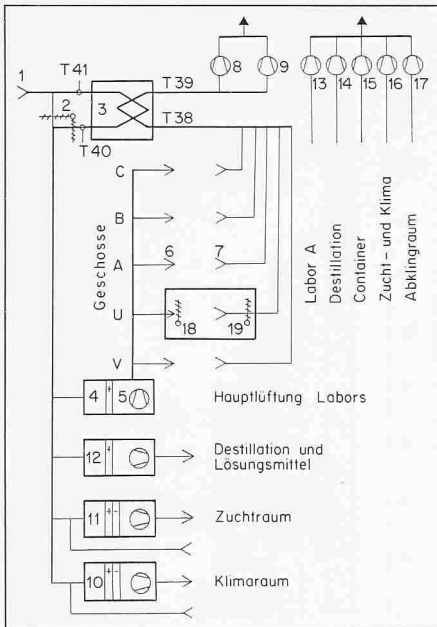 8 9
13 14 15 16 17
1 T41 T39
2 3
T38
T40
C
B
A 6 7
U 18 19
V
Geschosse
Labor A
Destillation
Container
Zucht- und Klima
Abklingraum
4 + 5 Hauptlüftung Labors
12 + Destillation und
Lösungsmittel
11 + - Zuchtraum
10 + - Klimaraum